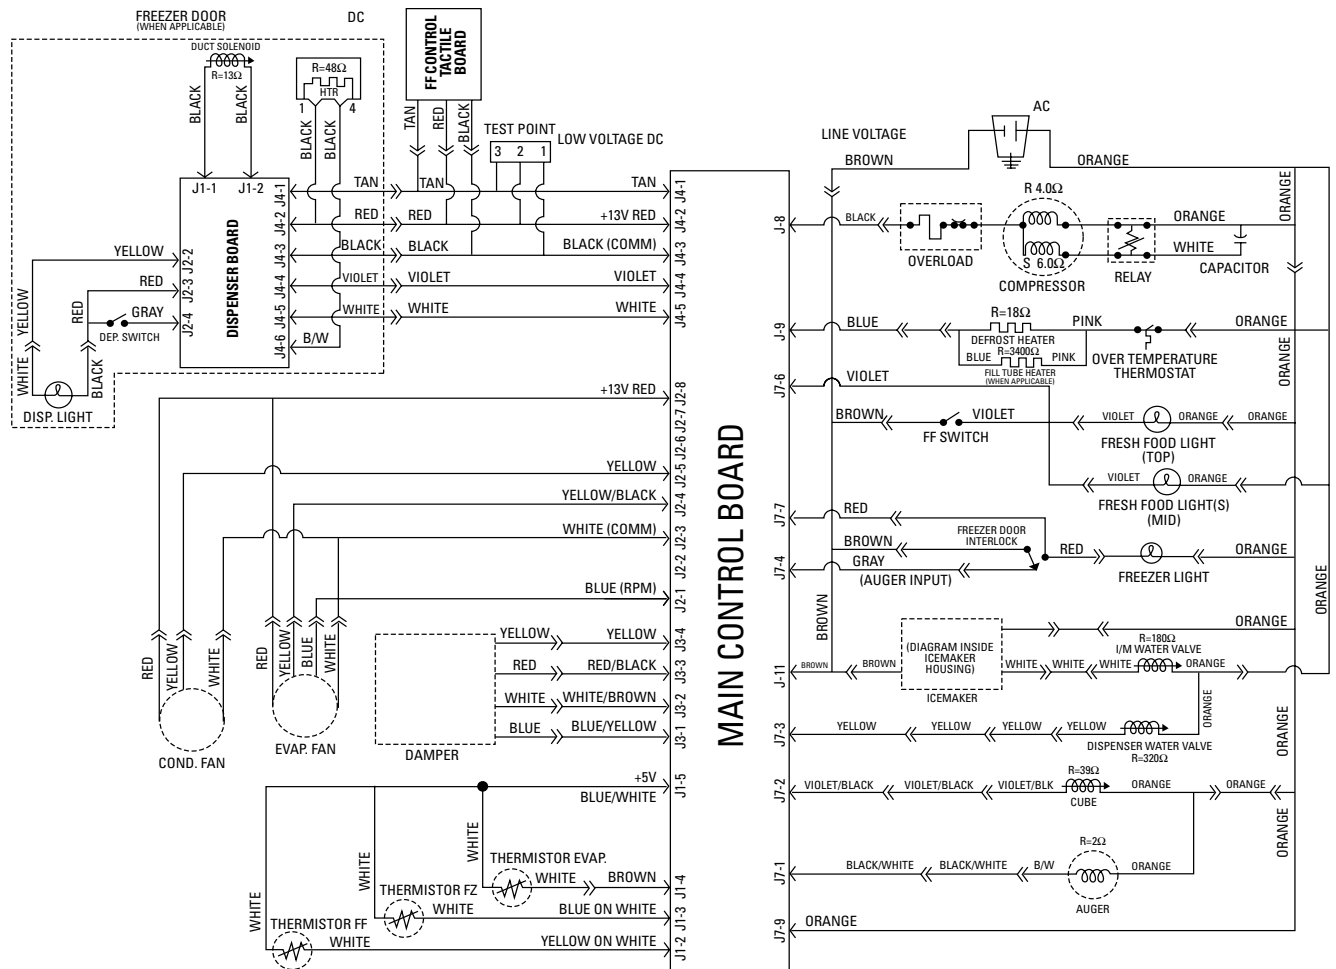 FREEZER DOOR
(WHEN APPLICABLE)
DC
DUCT SOLENOID
R=13Ω
BLACK
BLACK
R=48Ω
HTR
1
4
BLACK
BLACK
FF CONTROL
TACTILE
BOARD
TAN
RED
BLACK
TEST POINT
3 2 1
LOW VOLTAGE DC
J1-1
J1-2
DISPENSER BOARD
J4-1
J4-2
J4-3
J4-4
J4-5
J4-6
TAN
TAN
TAN
J4-1
RED
RED
+13V RED
J4-2
BLACK
BLACK
BLACK (COMM)
J4-3
VIOLET
VIOLET
VIOLET
J4-4
WHITE
WHITE
WHITE
J4-5
B/W
YELLOW
J2-2
RED
J2-3
GRAY
J2-4
DEP. SWITCH
YELLOW
RED
WHITE
BLACK
DISP. LIGHT
+13V RED
J2-8
J2-7
J2-6
YELLOW
J2-5
YELLOW/BLACK
J2-4
WHITE (COMM)
J2-3
J2-2
BLUE (RPM)
J2-1
RED
YELLOW
WHITE
COND. FAN
RED
YELLOW
BLUE
WHITE
EVAP. FAN
DAMPER
YELLOW
YELLOW
J3-4
RED
RED/BLACK
J3-3
WHITE
WHITE/BROWN
J3-2
BLUE
BLUE/YELLOW
J3-1
+5V
BLUE/WHITE
J1-5
WHITE
WHITE
WHITE
THERMISTOR EVAP.
WHITE
BROWN
J1-4
THERMISTOR FZ
WHITE
BLUE ON WHITE
J1-3
THERMISTOR FF
WHITE
YELLOW ON WHITE
J1-2
MAIN CONTROL BOARD
LINE VOLTAGE
AC
BROWN
ORANGE
ORANGE
J-8
BLACK
OVERLOAD
R 4.0Ω
S 6.0Ω
COMPRESSOR
RELAY
ORANGE
WHITE
CAPACITOR
J-9
BLUE
R=18Ω
DEFROST HEATER
R=3400Ω
BLUE
PINK
FILL TUBE HEATER
(WHEN APPLICABLE)
PINK
OVER TEMPERATURE
THERMOSTAT
ORANGE
ORANGE
J7-6
VIOLET
BROWN
VIOLET
FF SWITCH
VIOLET
ORANGE
ORANGE
FRESH FOOD LIGHT
(TOP)
VIOLET
ORANGE
FRESH FOOD LIGHT(S)
(MID)
J7-7
RED
FREEZER DOOR
INTERLOCK
BROWN
J7-4
GRAY
(AUGER INPUT)
RED
ORANGE
FREEZER LIGHT
ORANGE
BROWN
(DIAGRAM INSIDE
ICEMAKER
HOUSING)
ICEMAKER
ORANGE
R=180Ω
I/M WATER VALVE
J-11
BROWN
BROWN
WHITE
WHITE
WHITE
ORANGE
ORANGE
J7-3
YELLOW
YELLOW
YELLOW
YELLOW
DISPENSER WATER VALVE
R=320Ω
ORANGE
J7-2
VIOLET/BLACK
VIOLET/BLACK
VIOLET/BLK
R=39Ω
CUBE
ORANGE
ORANGE
ORANGE
J7-1
BLACK/WHITE
BLACK/WHITE
B/W
R=2Ω
AUGER
ORANGE
J7-9
ORANGE